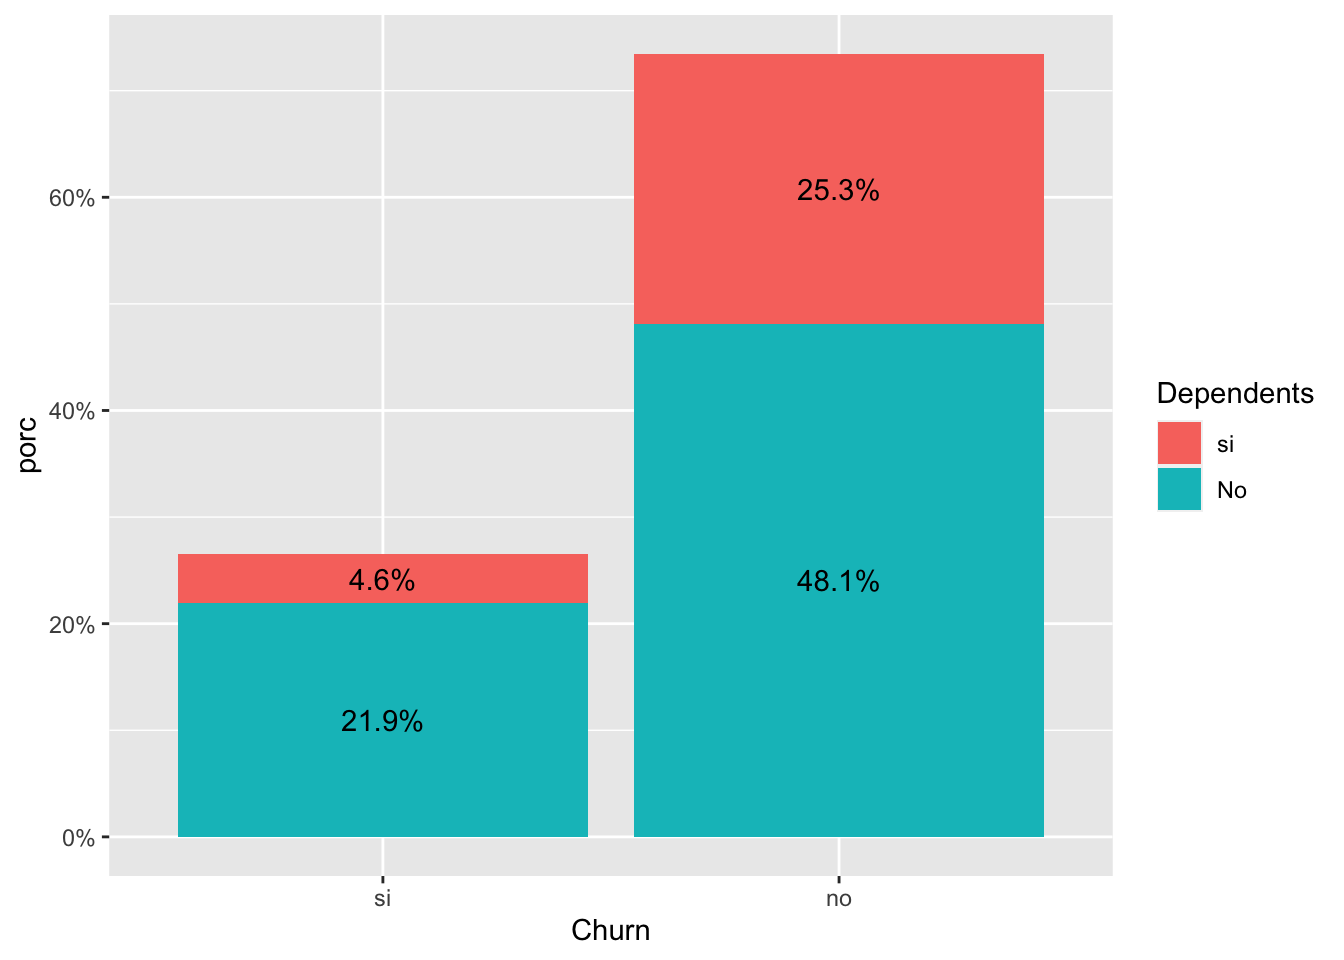 porc
60%
40%
20%
0%
25.3%
4.6%
48.1%
21.9%
si
no
Churn
Dependents
si
No